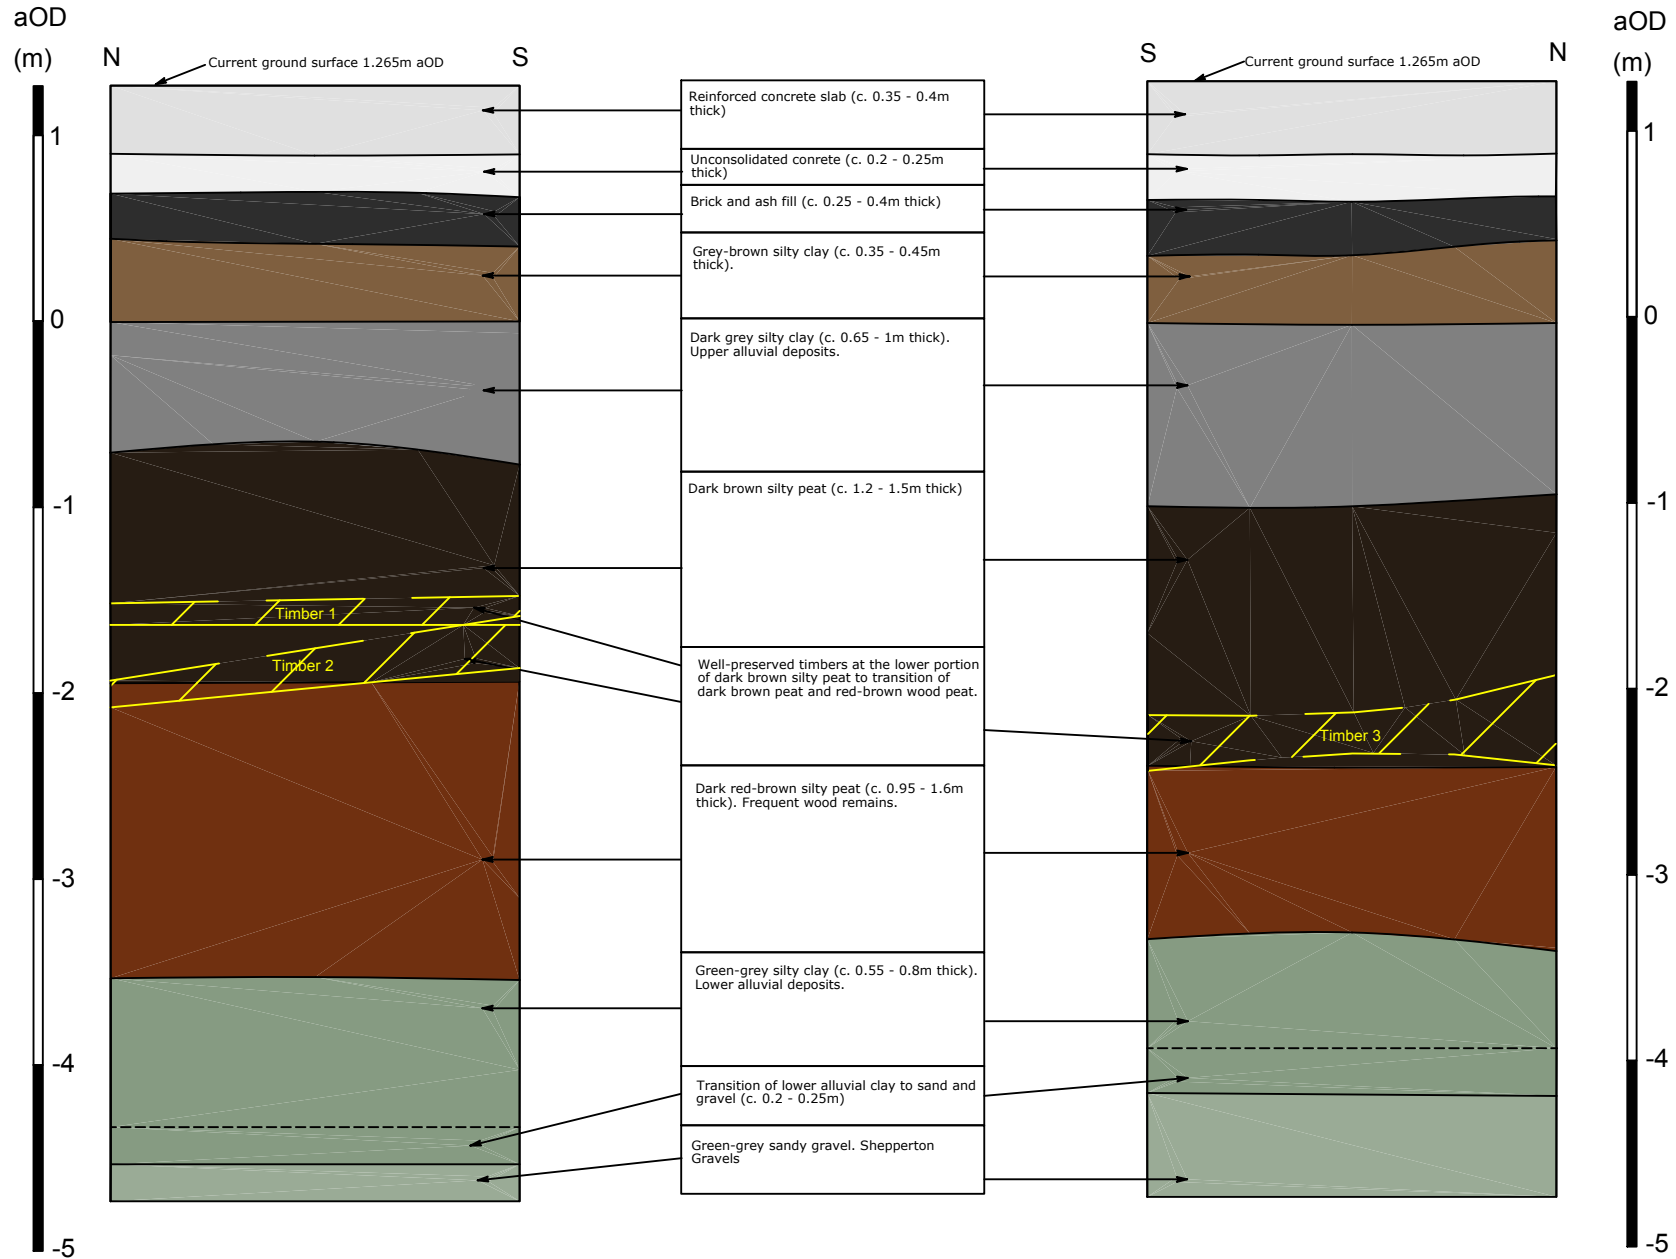 aOD
(m)
N
S
Current ground surface 1.265m aOD
1
0
-1
-2
-3
-4
-5
Timber 1
Timber 2
Reinforced concrete slab (c. 0.35 - 0.4m
thick)
Unconsolidated conrete (c. 0.2 - 0.25m
thick)
Brick and ash fill (c. 0.25 - 0.4m thick)
Grey-brown silty clay (c. 0.35 - 0.45m
thick).
Dark grey silty clay (c. 0.65 - 1m thick).
Upper alluvial deposits.
Dark brown silty peat (c. 1.2 - 1.5m thick)
Well-preserved timbers at the lower portion
of dark brown silty peat to transition of
dark brown peat and red-brown wood peat.
Dark red-brown silty peat (c. 0.95 - 1.6m
thick). Frequent wood remains.
Green-grey silty clay (c. 0.55 - 0.8m thick).
Lower alluvial deposits.
Transition of lower alluvial clay to sand and
gravel (c. 0.2 - 0.25m)
Green-grey sandy gravel. Shepperton
Gravels
S
N
Current ground surface 1.265m aOD
Timber 3
aOD
(m)
1
0
-1
-2
-3
-4
-5